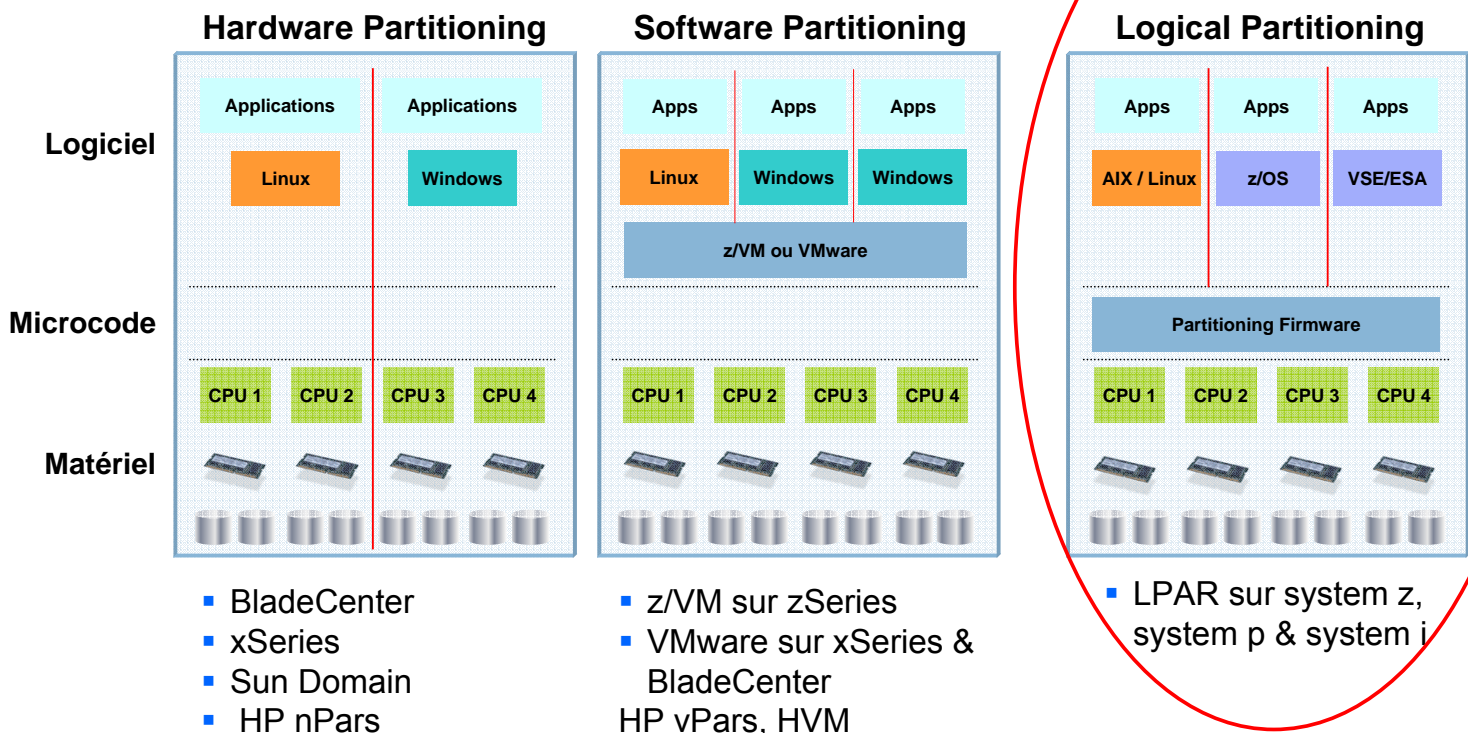 Hardware Partitioning
Software Partitioning
Logical Partitioning
Logiciel
Microcode
Matériel
Applications
Applications
Linux
Windows
CPU 1
CPU 2
CPU 3
CPU 4
▪ BladeCenter
▪ xSeries
▪ Sun Domain
▪ HP nPars
Apps
Apps
Apps
Linux
Windows
Windows
z/VM ou VMware
CPU 1
CPU 2
CPU 3
CPU 4
▪ z/VM sur zSeries
▪ VMware sur xSeries &
BladeCenter
HP vPars, HVM
Apps
Apps
Apps
AIX / Linux
z/OS
VSE/ESA
Partitioning Firmware
CPU 1
CPU 2
CPU 3
CPU 4
▪ LPAR sur system z,
system p & system i